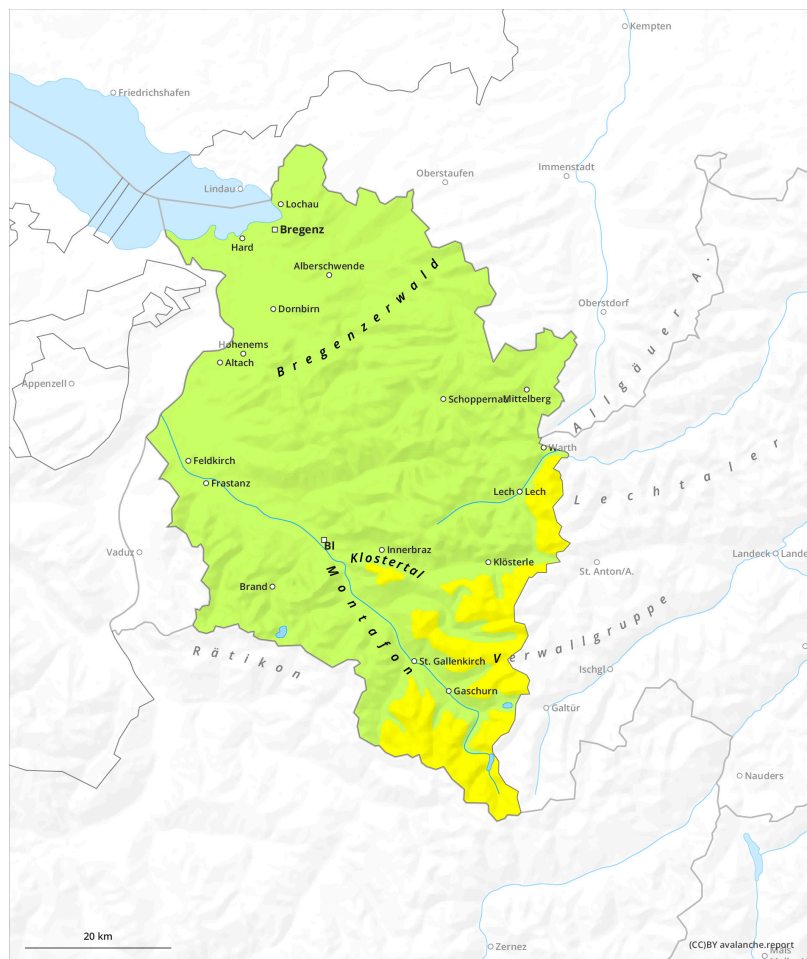 Kempten
Friedrichshafen
Immenstadt
Oberstaufen
Lindau
Lochau
Bregenz
Hard
Alberschwende
Bregenzerwald
Allgäuer A.
Oberstdorf
Dornbirn
Hohenems
Altach
Appenzell
Schoppernau
Mittelberg
Warth
Feldkirch
Frastanz
Lech
Lech
Lechtaler
Vaduz
Bl
Innerbraz
Klostertal
Klösterle
Landeck
Lande
St. Anton/A.
Brand
Montafon
Rätikon
St. Gallenkirch
Verwallgruppe
Ischgl
Gaschurn
Galtür
Nauders
20 km
Zernez
(CC)BY avalanche.report
Mals